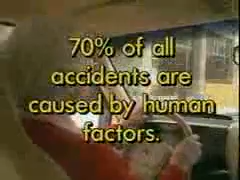 70% of all
accidents are
caused by human
factors.